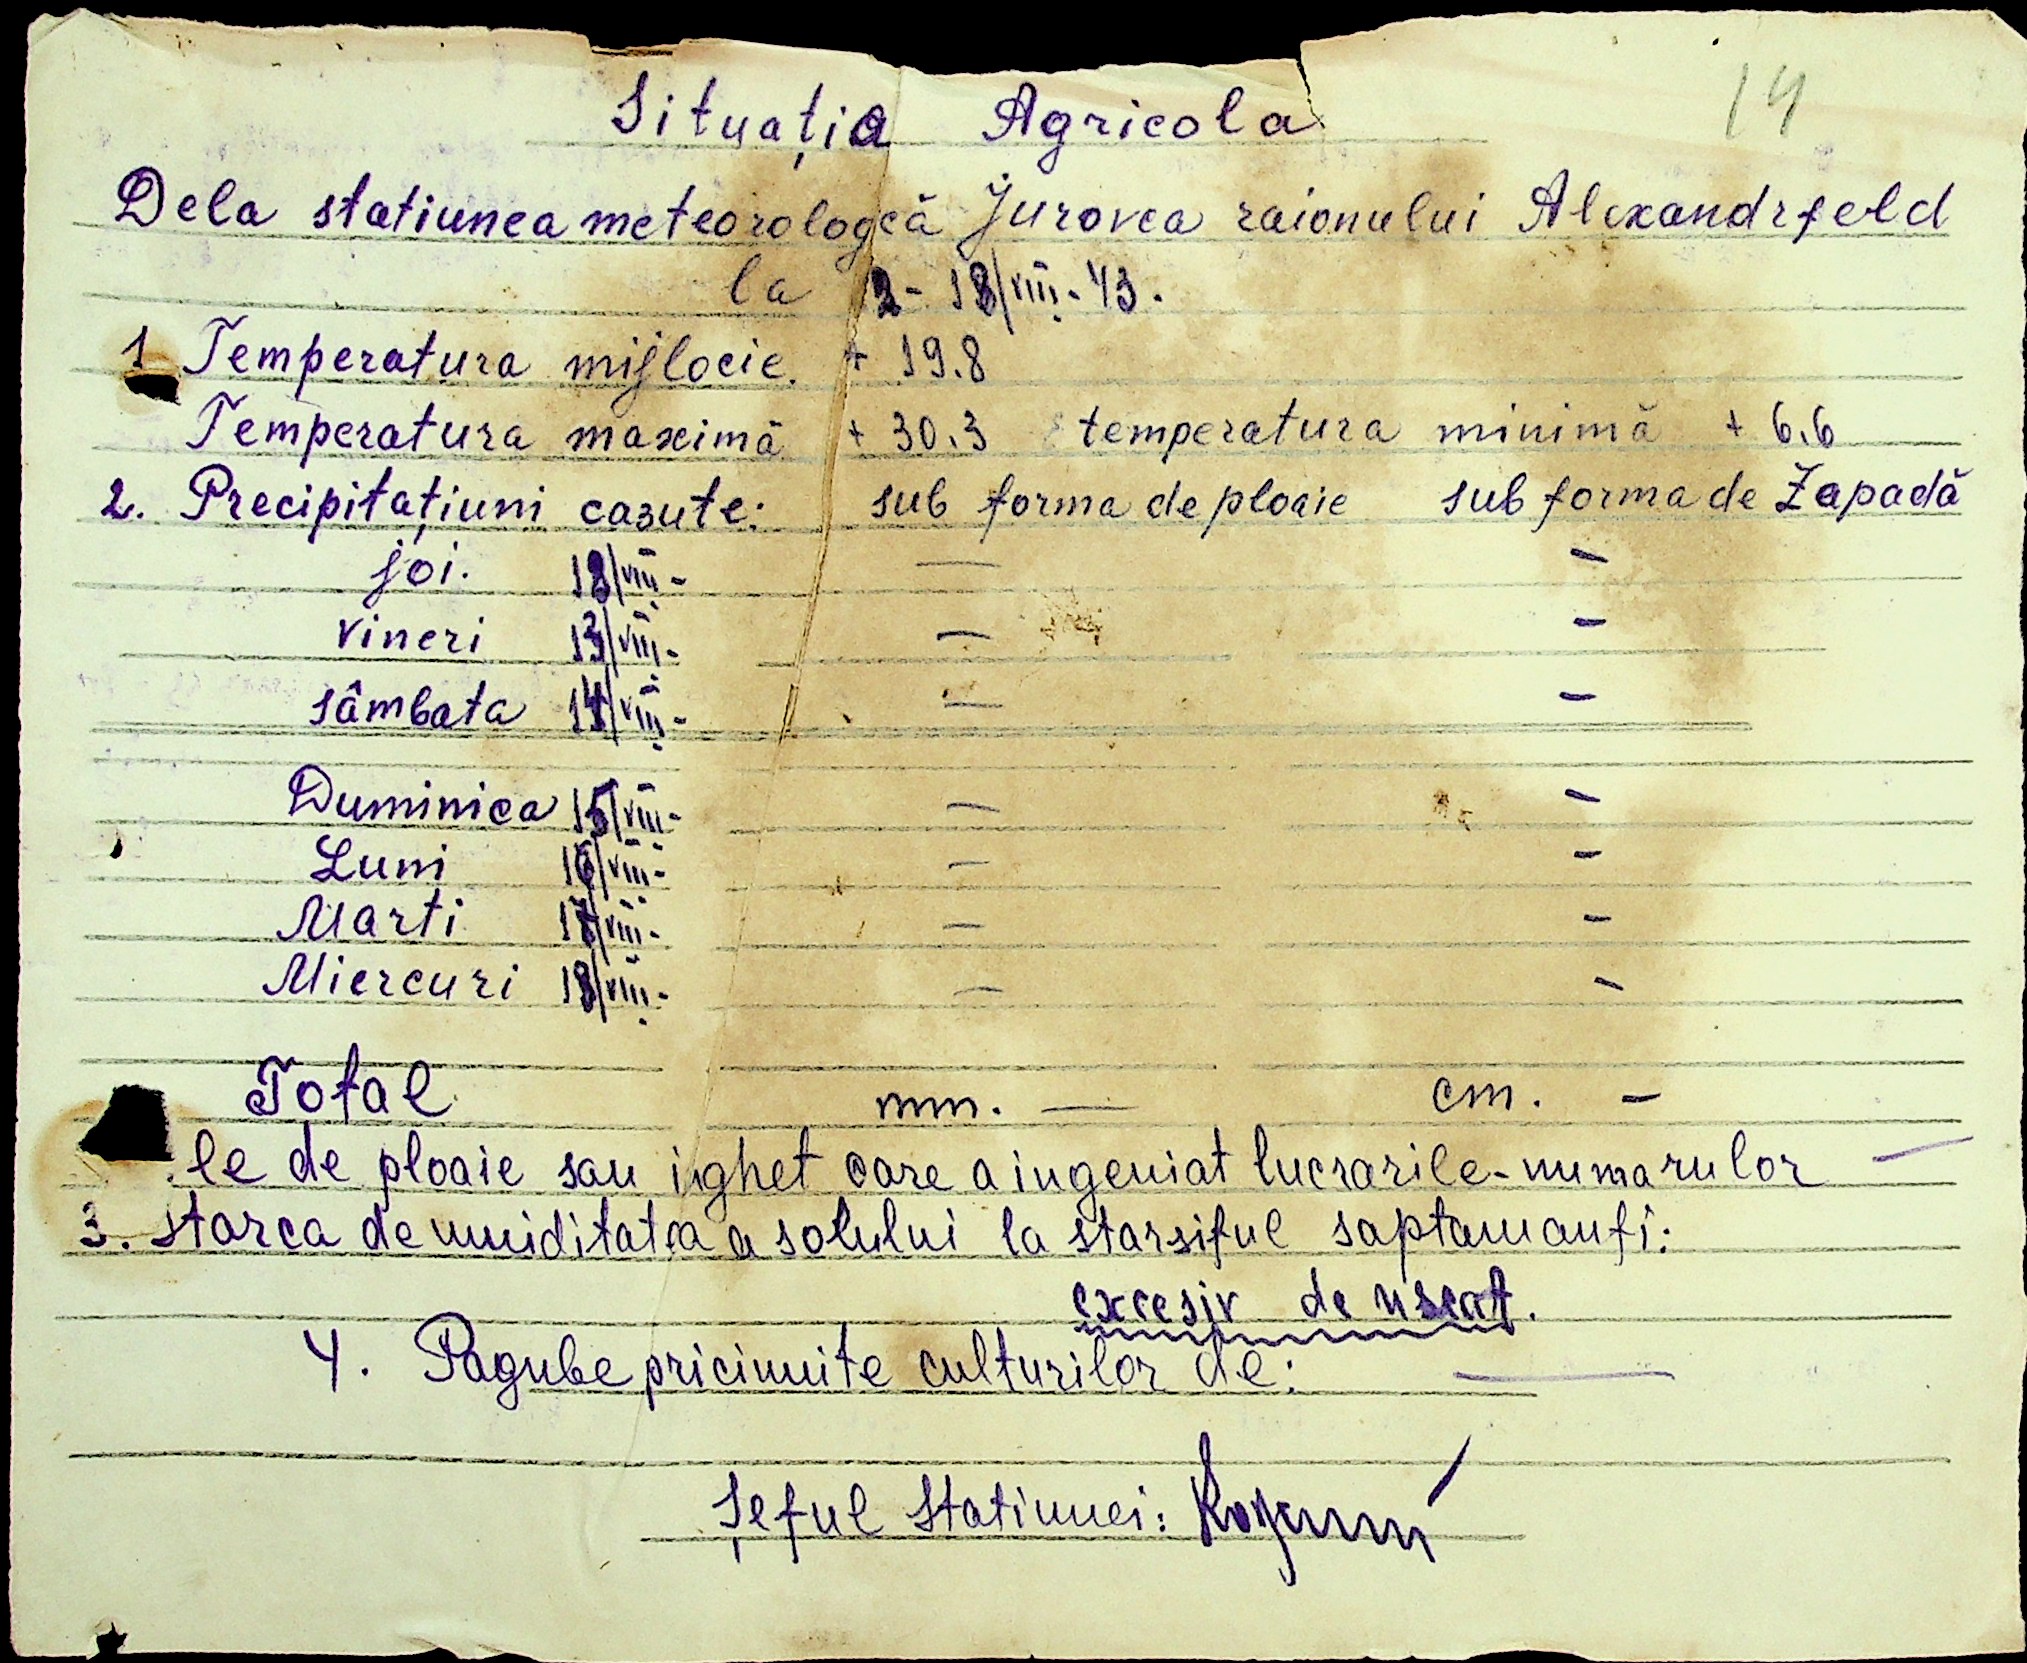 14
Situația Agricola
Dela statiunea meteorologcă Jurovca raionului Alexandrfeld
la 12-18/VIII-43.
1 Temperatura mijlocie. + 19.8
Temperatura maximă + 30.3 temperatura minimă + 6.6
2. Precipitațiuni cazute: sub forma de ploaie sub forma de Zapadă
joi. 12/VIII- — –
vineri 13/VIII- — –
sâmbata 14/VIII- — –
Duminica 15/VIII- — –
Luni 16/VIII- — –
Marti 17/VIII- — –
Miercuri 18/VIII- — –
Total mm. — cm. –
le de ploaie sau ighet care a ingeniat lucrarile-numarulor —
3. starea de umiditatea a solului la starsitul saptamanii:
excesiv de uscat.
4. Pagube pricinuite culturilor de: —
Șeful Statiunei: